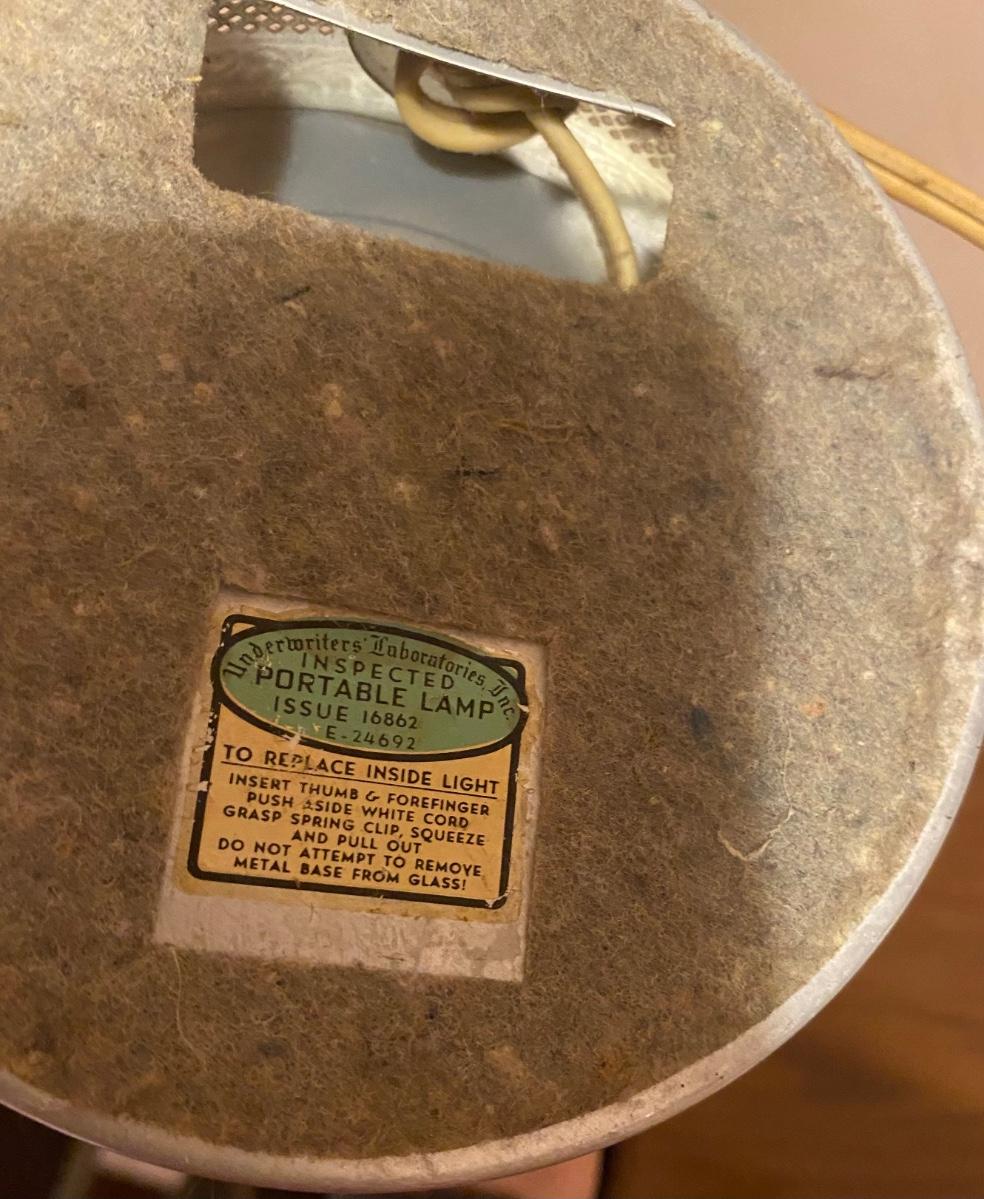 Underwriters' Laboratories, Inc.
INSPECTED
PORTABLE LAMP
ISSUE 16862
E-24692
TO REPLACE INSIDE LIGHT
INSERT THUMB & FOREFINGER
PUSH ASIDE WHITE CORD
GRASP SPRING CLIP, SQUEEZE
AND PULL OUT
DO NOT ATTEMPT TO REMOVE
METAL BASE FROM GLASS!